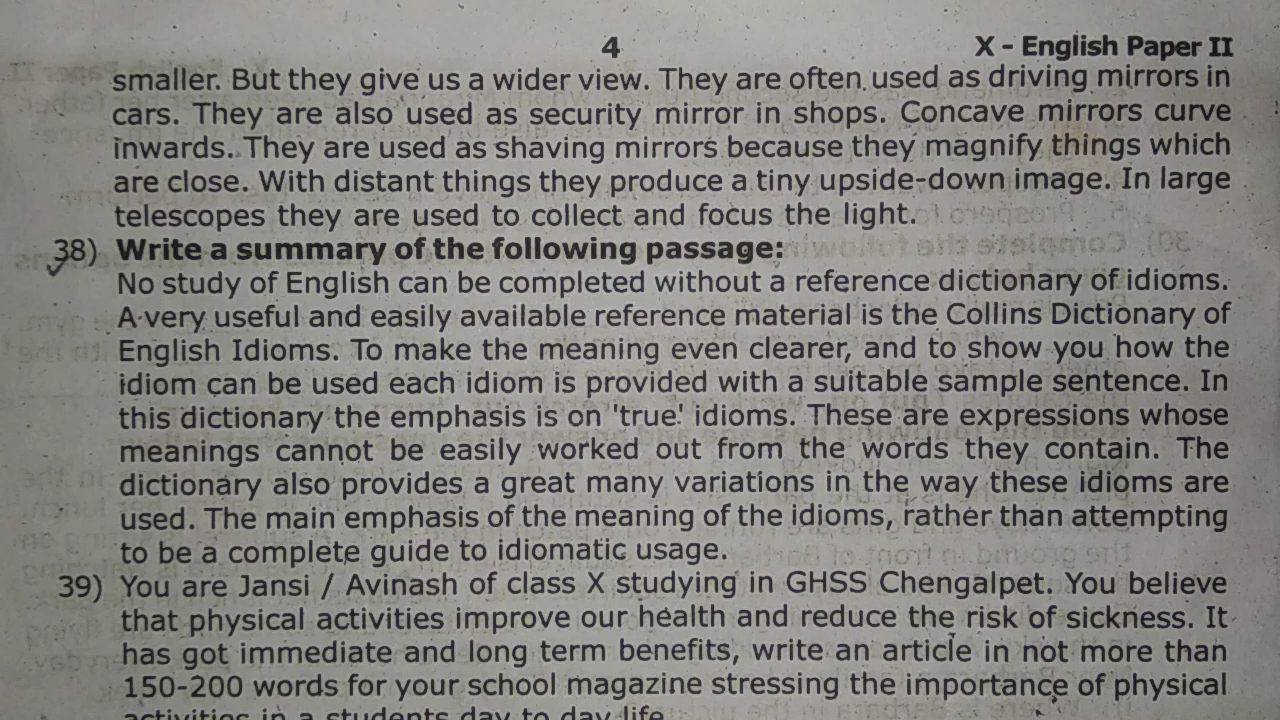 4
X - English Paper II
smaller. But they give us a wider view. They are often used as driving mirrors in
cars. They are also used as security mirror in shops. Concave mirrors curve
inwards. They are used as shaving mirrors because they magnify things which
are close. With distant things they produce a tiny upside-down image. In large
telescopes they are used to collect and focus the light.
38) Write a summary of the following passage:
No study of English can be completed without a reference dictionary of idioms.
A very useful and easily available reference material is the Collins Dictionary of
English Idioms. To make the meaning even clearer, and to show you how the
idiom can be used each idiom is provided with a suitable sample sentence. In
this dictionary the emphasis is on 'true' idioms. These are expressions whose
meanings cannot be easily worked out from the words they contain. The
dictionary also provides a great many variations in the way these idioms are
used. The main emphasis of the meaning of the idioms, rather than attempting
to be a complete guide to idiomatic usage.
39) You are Jansi / Avinash of class X studying in GHSS Chengalpet. You believe
that physical activities improve our health and reduce the risk of sickness. It
has got immediate and long term benefits, write an article in not more than
150-200 words for your school magazine stressing the importance of physical
activities in a students day to day life.